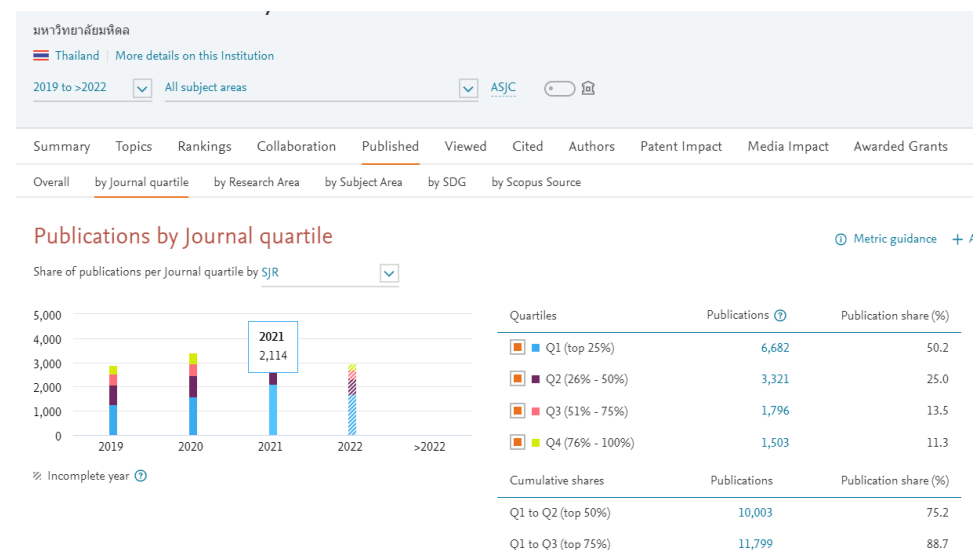 มหาวิทยาลัยมหิดล
Thailand | More details on this Institution
2019 to >2022 All subject areas ASJC
Summary Topics Rankings Collaboration Published Viewed Cited Authors Patent Impact Media Impact Awarded Grants
Overall by Journal quartile by Research Area by Subject Area by SDG by Scopus Source
Publications by Journal quartile
Metric guidance + A
Share of publications per Journal quartile by SJR
5,000
4,000
3,000
2,000
1,000
0
2021
2,114
2019 2020 2021 2022 >2022
Incomplete year
Quartiles Publications Publication share (%)
Q1 (top 25%) 6,682 50.2
Q2 (26% - 50%) 3,321 25.0
Q3 (51% - 75%) 1,796 13.5
Q4 (76% - 100%) 1,503 11.3
Cumulative shares Publications Publication share (%)
Q1 to Q2 (top 50%) 10,003 75.2
Q1 to Q3 (top 75%) 11,799 88.7